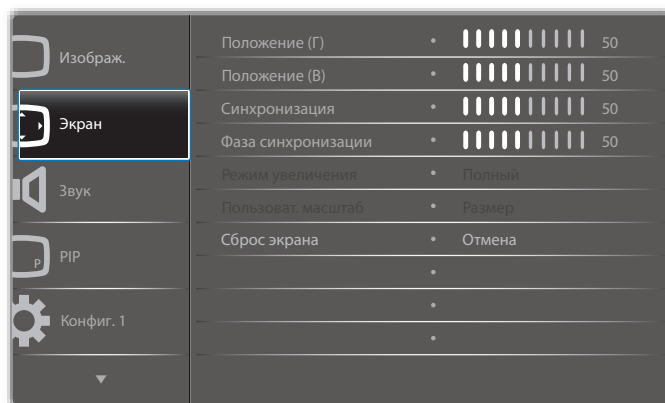 Изображ.
Экран
Звук
P
PIP
Конфиг. 1
Положение (Г) • 50
Положение (В) • 50
Синхронизация • 50
Фаза синхронизации • 50
Режим увеличения • Полный
Пользоват. масштаб • Размер
Сброс экрана • Отмена